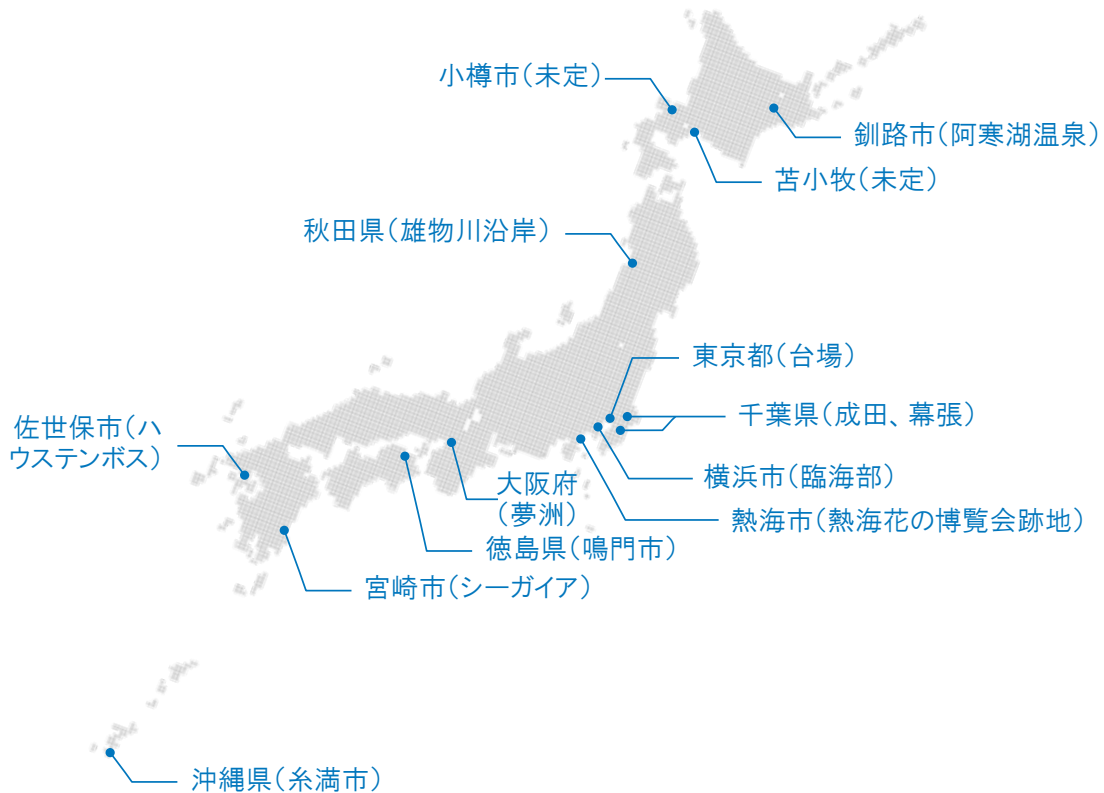 小樽市（未定）
釧路市（阿寒湖温泉）
苫小牧（未定）
秋田県（雄物川沿岸）
東京都（台場）
千葉県（成田、幕張）
佐世保市（ハ
ウステンボス）
横浜市（臨海部）
大阪府
（夢洲）
熱海市（熱海花の博覧会跡地）
徳島県（鳴門市）
宮崎市（シーガイア）
沖縄県（糸満市）